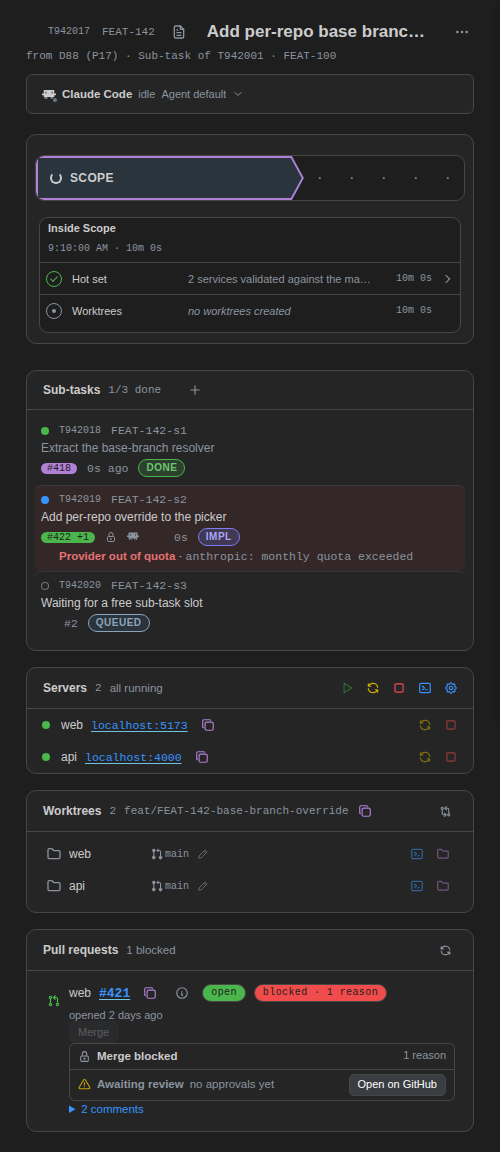 T942017 FEAT-142 Add per-repo base branc…
from D88 (P17) · Sub-task of T942001 · FEAT-100
Claude Code idle Agent default
SCOPE
Inside Scope
9:10:00 AM · 10m 0s
Hot set 2 services validated against the ma… 10m 0s
Worktrees no worktrees created 10m 0s
Sub-tasks 1/3 done
T942018 FEAT-142-s1
Extract the base-branch resolver
#418 0s ago DONE
T942019 FEAT-142-s2
Add per-repo override to the picker
#422 +1 0s IMPL
Provider out of quota · anthropic: monthly quota exceeded
T942020 FEAT-142-s3
Waiting for a free sub-task slot
#2 QUEUED
Servers 2 all running
web localhost:5173
api localhost:4000
Worktrees 2 feat/FEAT-142-base-branch-override
web main
api main
Pull requests 1 blocked
web #421 open blocked · 1 reason
opened 2 days ago
Merge
Merge blocked 1 reason
Awaiting review no approvals yet Open on GitHub
2 comments